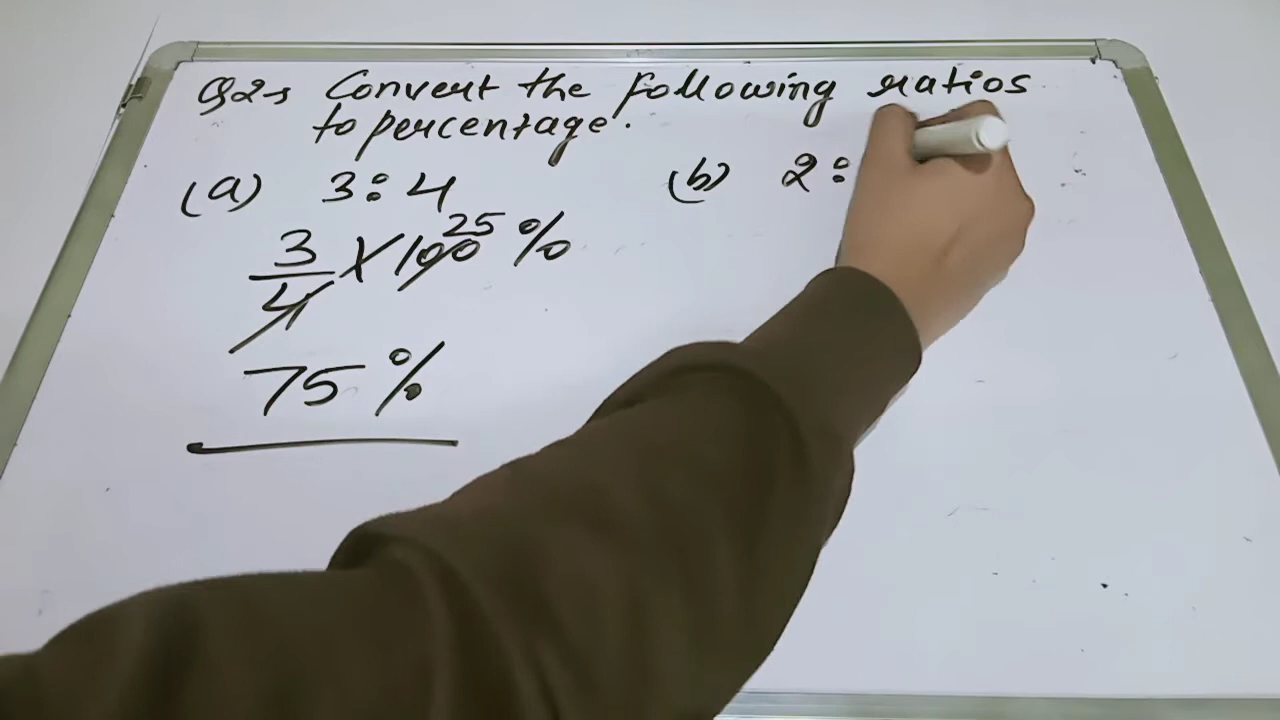 Q2→ Convert the following ratios
to percentage.
(a) 3:4 (b) 2:
3/4 X 100 25 %
75 %